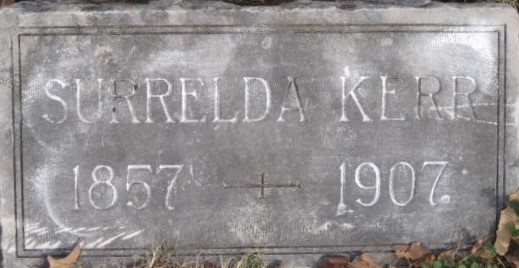 SURRELDA KERR
1857 + 1907